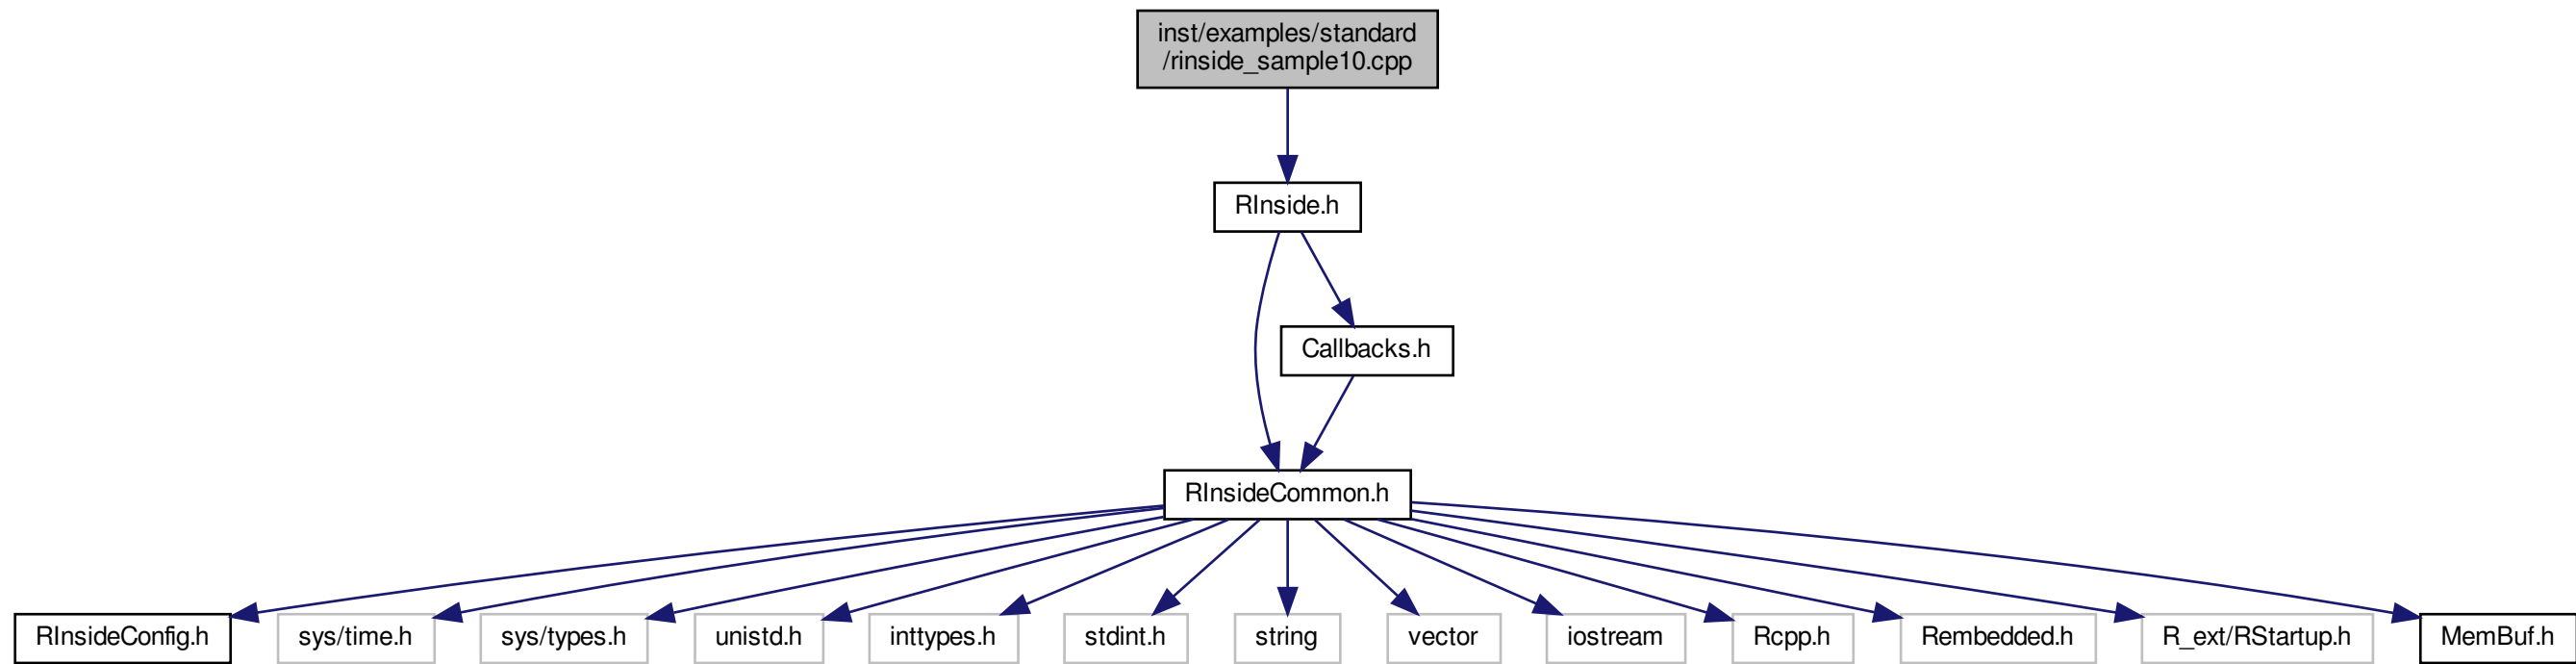 inst/examples/standard
/rinside_sample10.cpp
RInside.h
Callbacks.h
RInsideCommon.h
RInsideConfig.h
sys/time.h
sys/types.h
unistd.h
inttypes.h
stdint.h
string
vector
iostream
Rcpp.h
Rembedded.h
R_ext/RStartup.h
MemBuf.h